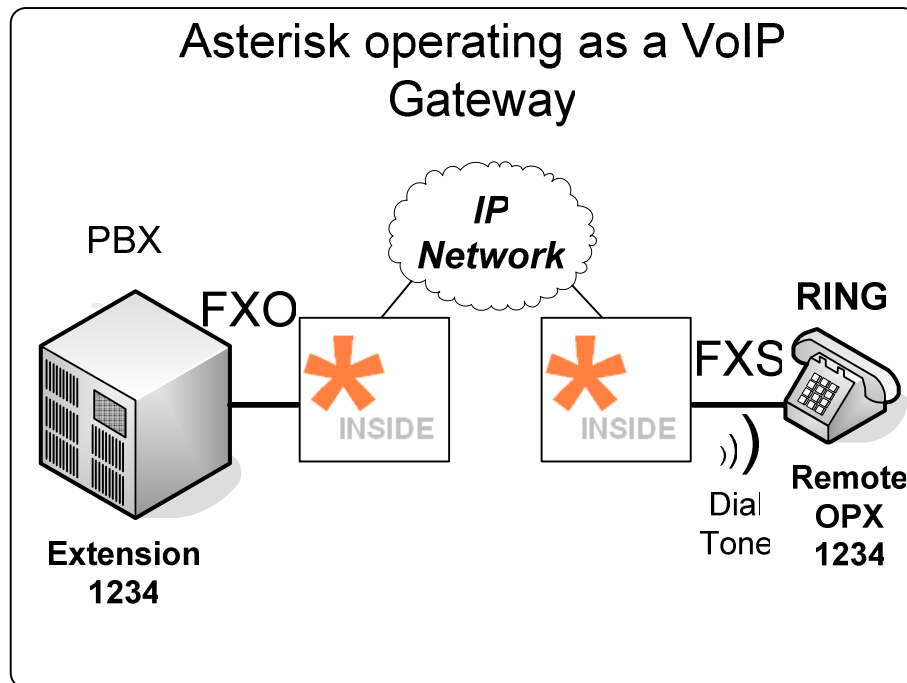 Asterisk operating as a VoIP
Gateway
IP
Network
PBX
FXO
RING
FXS
INSIDE
INSIDE
Dial
Tone
Remote
OPX
1234
Extension
1234